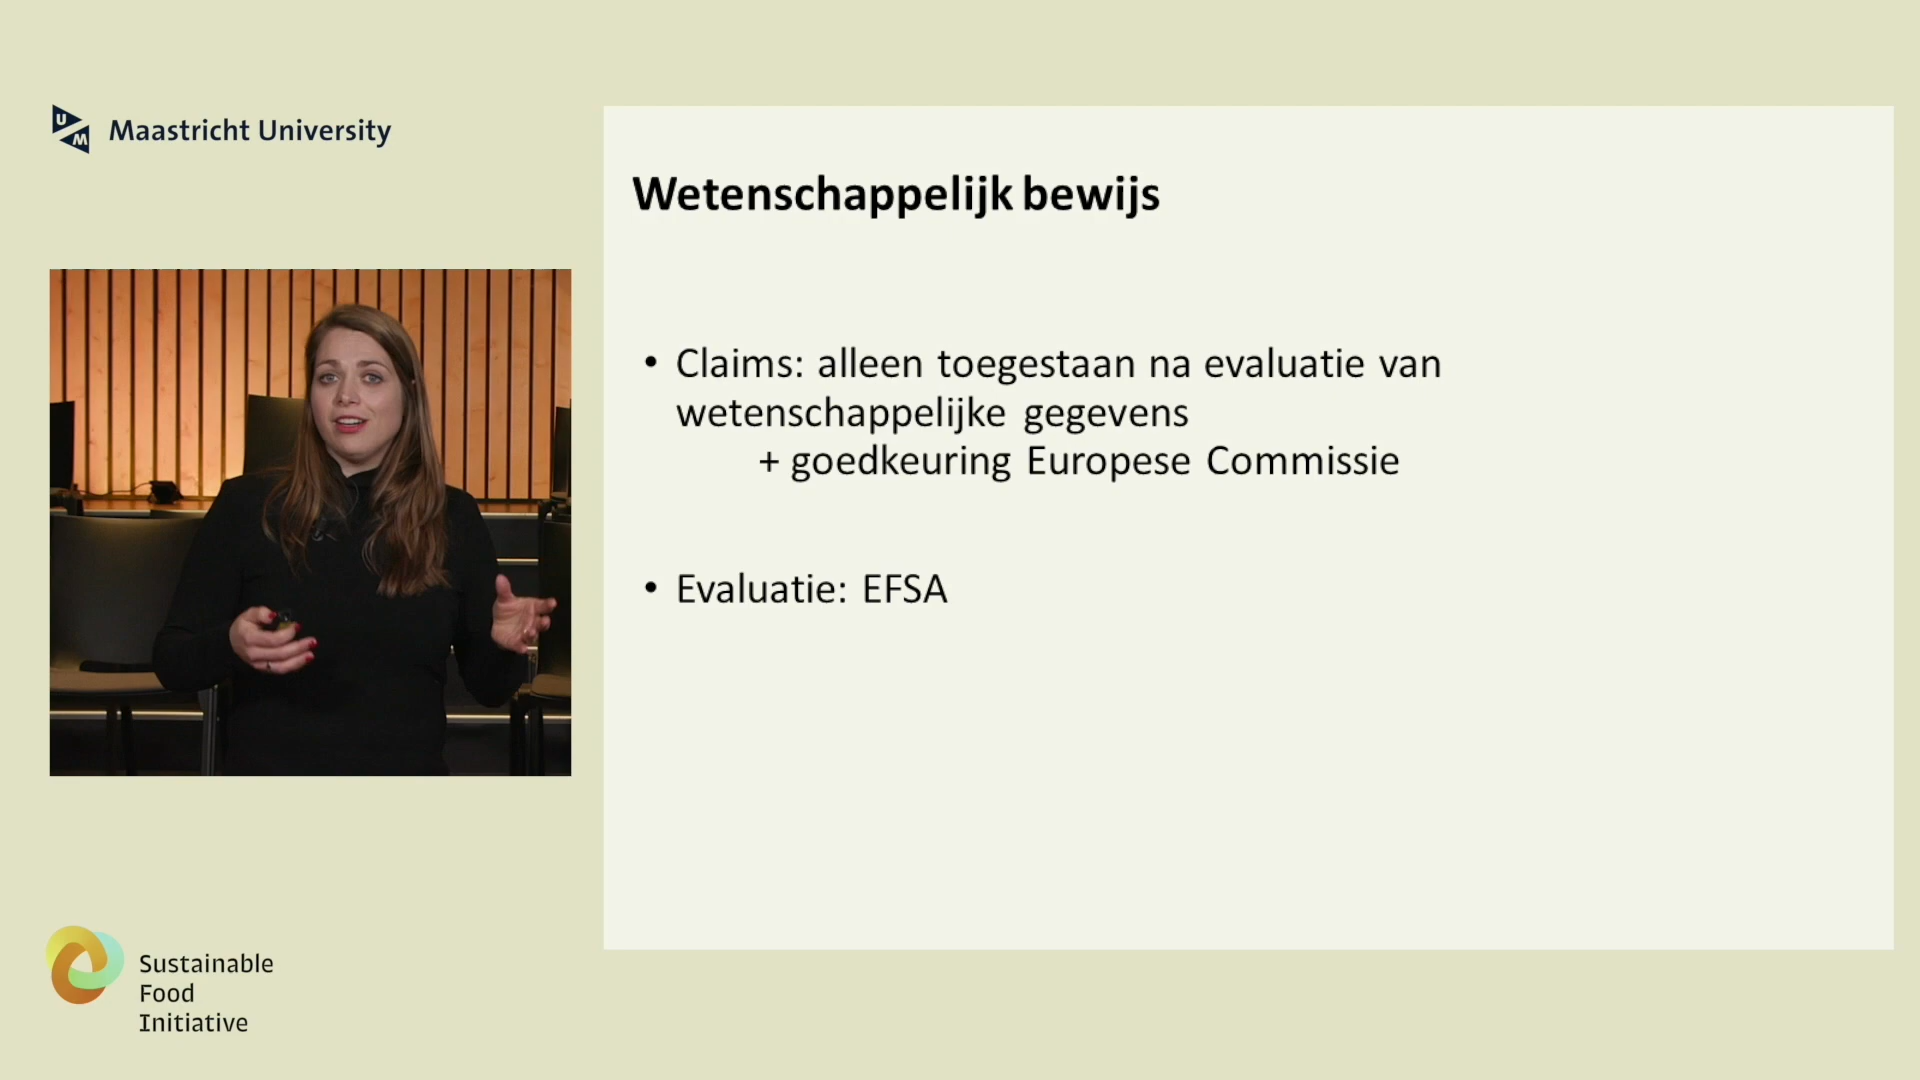 UM
Maastricht University
Wetenschappelijk bewijs
• Claims: alleen toegestaan na evaluatie van
wetenschappelijke gegevens
+ goedkeuring Europese Commissie
• Evaluatie: EFSA
Sustainable
Food
Initiative